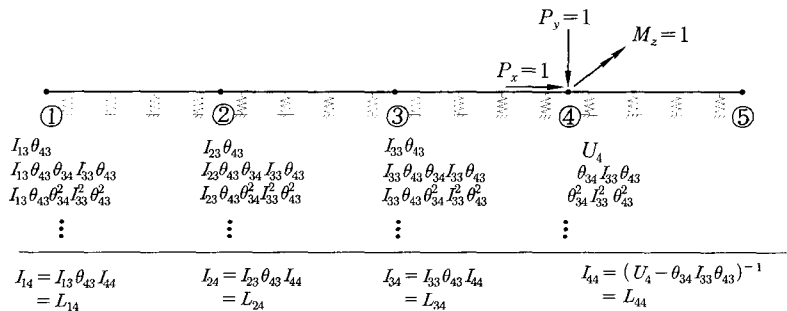 P_y=1
M_z=1
P_x=1
① ② ③ ④ ⑤
I_{13}θ_{43} I_{23}θ_{43} I_{33}θ_{43} U_4
I_{13}θ_{43}θ_{34}I_{33}θ_{43} I_{23}θ_{43}θ_{34}I_{33}θ_{43} I_{33}θ_{43}θ_{34}I_{33}θ_{43} θ_{34}I_{33}θ_{43}
I_{13}θ_{43}θ_{34}^2I_{33}^2θ_{43}^2 I_{23}θ_{43}θ_{34}^2I_{33}^2θ_{43}^2 I_{33}θ_{43}θ_{34}^2I_{33}^2θ_{43}^2 θ_{34}^2I_{33}^2θ_{43}^2
⋮ ⋮ ⋮ ⋮
I_{14}=I_{13}θ_{43}I_{44} I_{24}=I_{23}θ_{43}I_{44} I_{34}=I_{33}θ_{43}I_{44} I_{44}=(U_4-θ_{34}I_{33}θ_{43})^{-1}
=L_{14} =L_{24} =L_{34} =L_{44}